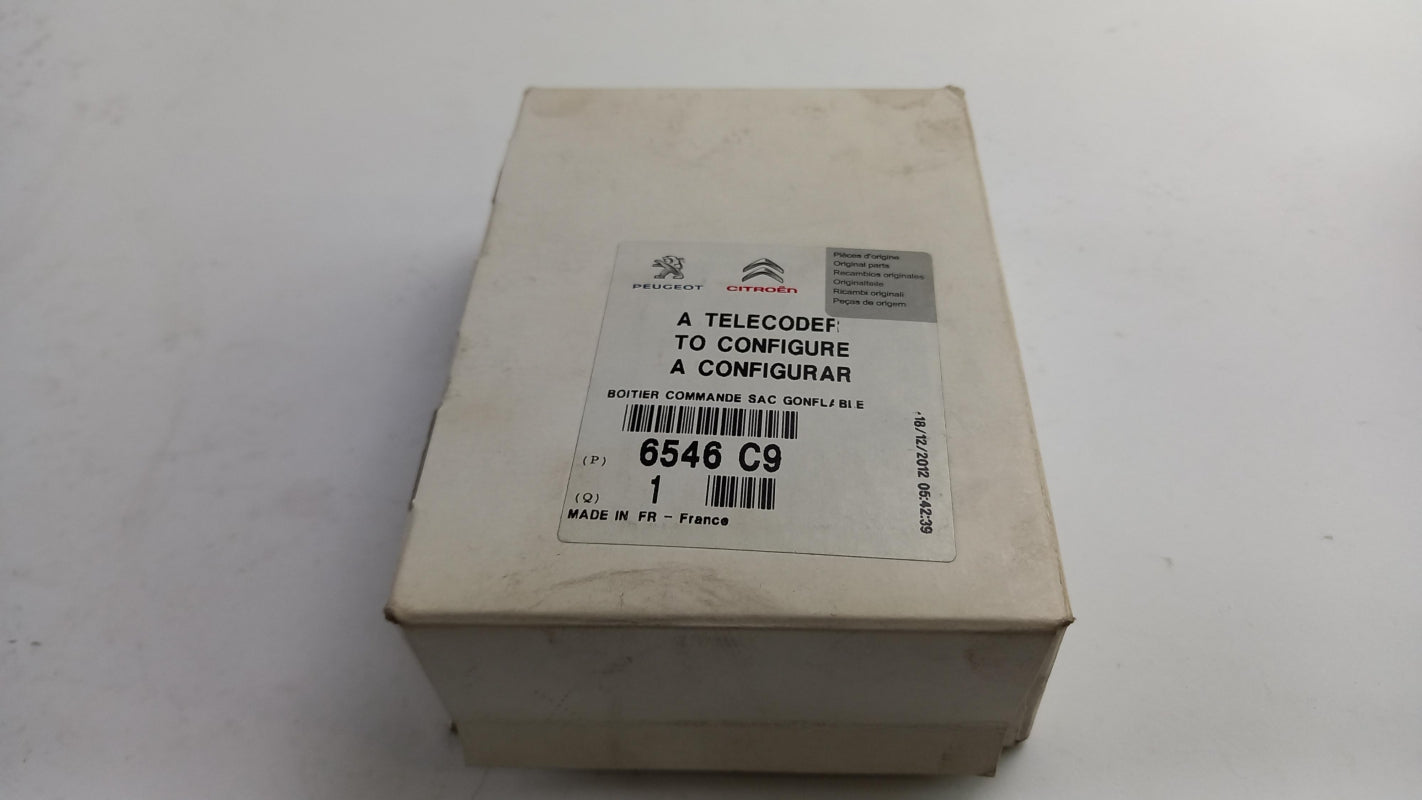 PEUGEOT
CITROËN
Pièces d'origine
Original parts
Recambios originales
Originalteile
Ricambi originali
Peças de origem
A TELECODER
TO CONFIGURE
A CONFIGURAR
BOITIER COMMANDE SAC GONFLABLE
(P) 6546 C9
(Q) 1
MADE IN FR - France
18/12/2012 05:42:39